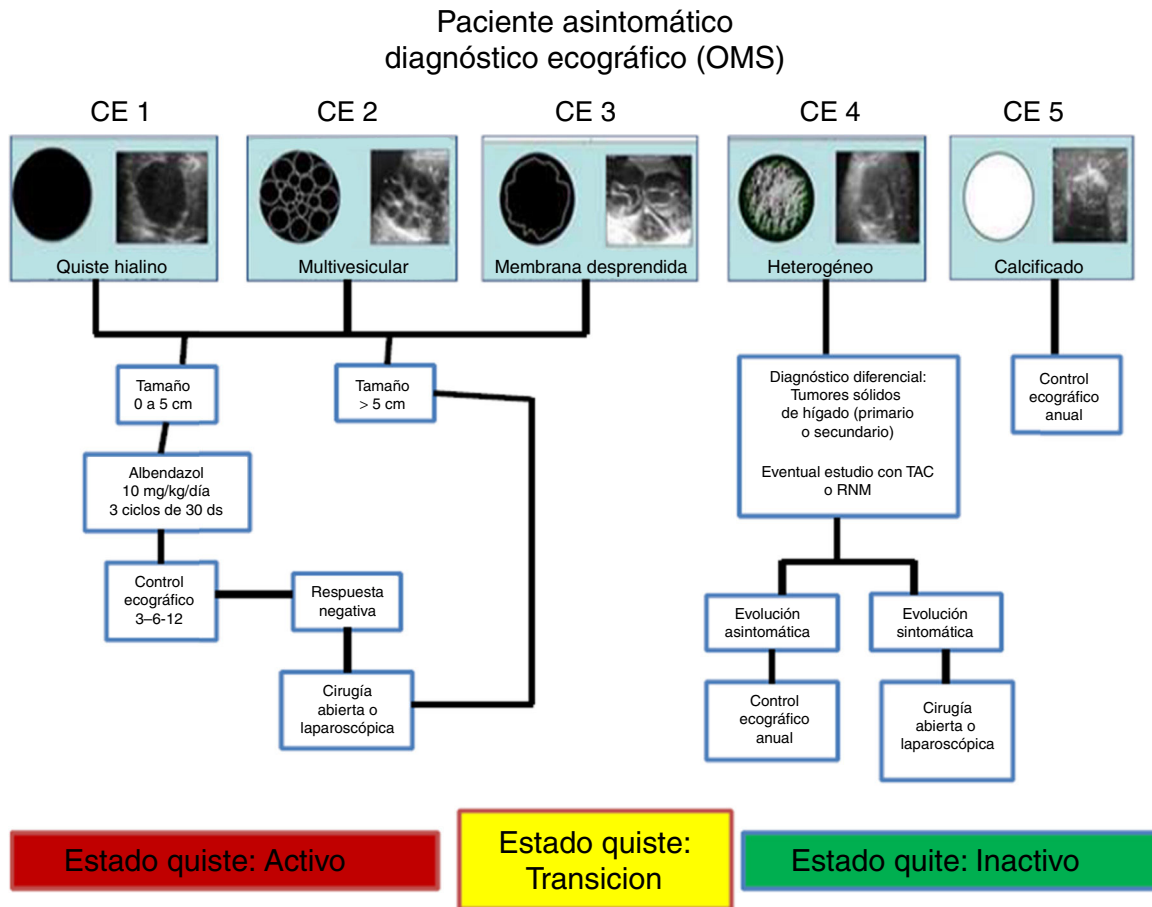 Paciente asintomático
diagnóstico ecográfico (OMS)
CE 1
CE 2
CE 3
CE 4
CE 5
Quiste hialino
Multivesicular
Membrana desprendida
Heterogéneo
Calcificado
Tamaño
0 a 5 cm
Tamaño
> 5 cm
Diagnóstico diferencial:
Tumores sólidos
de hígado (primario
o secundario)
Eventual estudio con TAC
o RNM
Control
ecográfico
anual
Albendazol
10 mg/kg/día
3 ciclos de 30 ds
Control
ecográfico
3–6-12
Respuesta
negativa
Cirugía
abierta o
laparoscópica
Evolución
asintomática
Evolución
sintomática
Control
ecográfico
anual
Cirugía
abierta o
laparoscópica
Estado quiste: Activo
Estado quiste:
Transicion
Estado quite: Inactivo